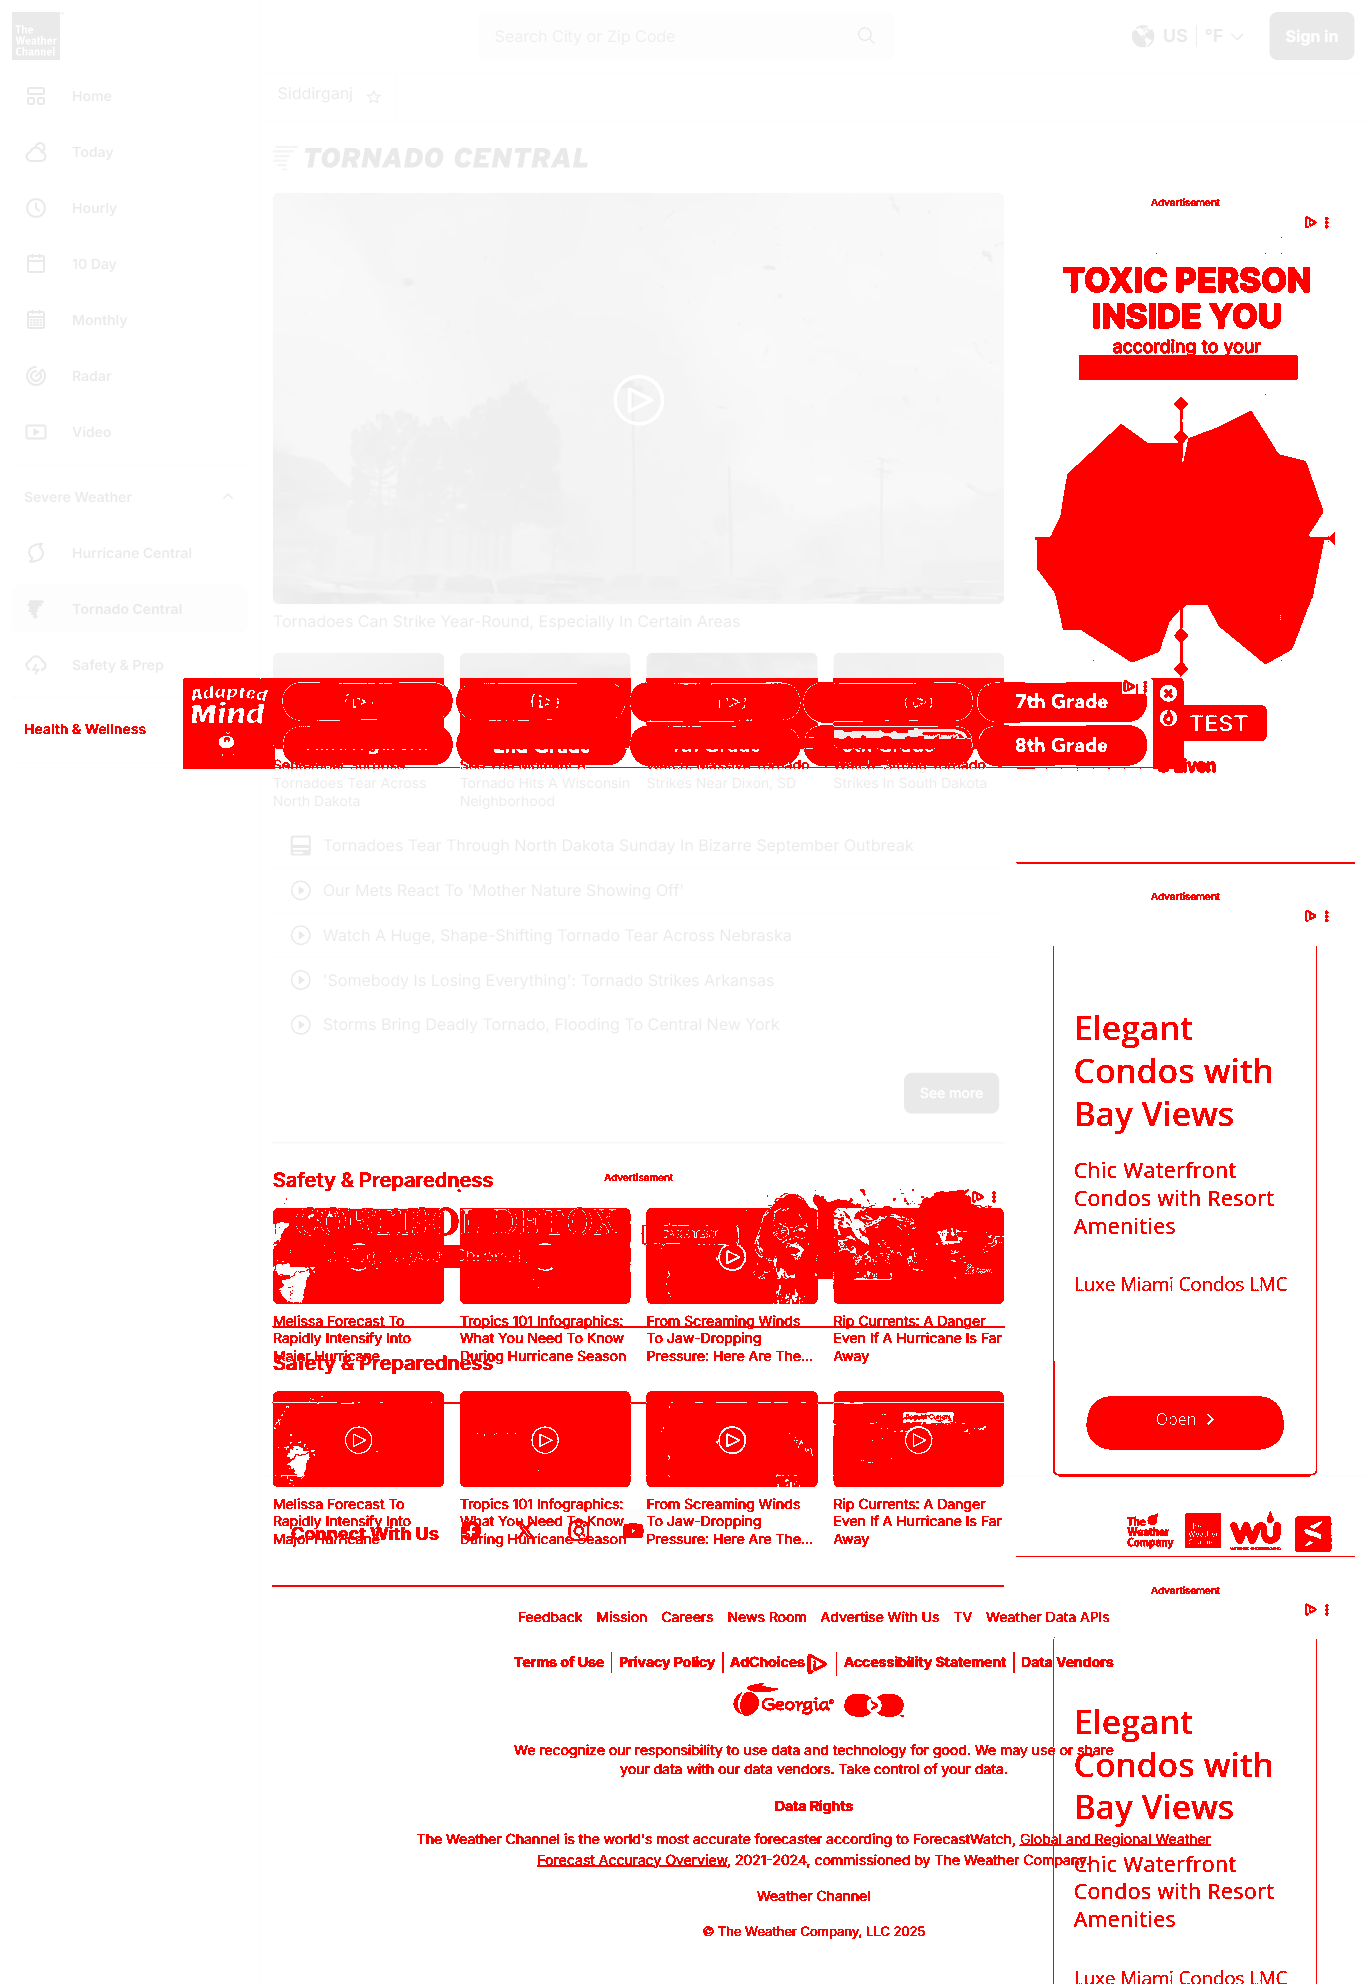 The
Weather
Channel
Search City or Zip Code
US
°F
Sign in
Home
Today
Hourly
10 Day
Monthly
Radar
Video
Severe Weather
Hurricane Central
Tornado Central
Safety & Prep
Health & Wellness
Siddirganj
TORNADO CENTRAL
Tornadoes Can Strike Year-Round, Especially In Certain Areas
Advertisement
TOXIC PERSON
INSIDE YOU
according to your
Adapted
Mind
2nd Grade
7th Grade
8th Grade
TEST
Liven
Tornadoes Tear Across
North Dakota
Tornado Hits A Wisconsin
Neighborhood
Strikes Near Dixon, SD
Strikes In South Dakota
Tornadoes Tear Through North Dakota Sunday In Bizarre September Outbreak
Our Mets React To 'Mother Nature Showing Off'
Watch A Huge, Shape-Shifting Tornado Tear Across Nebraska
'Somebody Is Losing Everything': Tornado Strikes Arkansas
Storms Bring Deadly Tornado, Flooding To Central New York
See more
Advertisement
Elegant
Condos with
Bay Views
Chic Waterfront
Condos with Resort
Amenities
Luxe Miami Condos LMC
Open
Safety & Preparedness
Advertisement
Melissa Forecast To
Rapidly Intensify Into
Major Hurricane
Tropics 101 Infographics:
What You Need To Know
During Hurricane Season
From Screaming Winds
To Jaw-Dropping
Pressure: Here Are The...
Rip Currents: A Danger
Even If A Hurricane Is Far
Away
Safety & Preparedness
Melissa Forecast To
Rapidly Intensify Into
Major Hurricane
Tropics 101 Infographics:
What You Need To Know
During Hurricane Season
From Screaming Winds
To Jaw-Dropping
Pressure: Here Are The...
Rip Currents: A Danger
Even If A Hurricane Is Far
Away
Connect With Us
The
Weather
Company
Advertisement
Feedback Mission Careers News Room Advertise With Us TV Weather Data APIs
Terms of Use Privacy Policy AdChoices Accessibility Statement Data Vendors
Georgia
We recognize our responsibility to use data and technology for good. We may use or share
your data with our data vendors. Take control of your data.
Data Rights
The Weather Channel is the world's most accurate forecaster according to ForecastWatch, Global and Regional Weather
Forecast Accuracy Overview, 2021-2024, commissioned by The Weather Company.
Weather Channel
© The Weather Company, LLC 2025
Elegant
Condos with
Bay Views
Chic Waterfront
Condos with Resort
Amenities
Luxe Miami Condos LMC